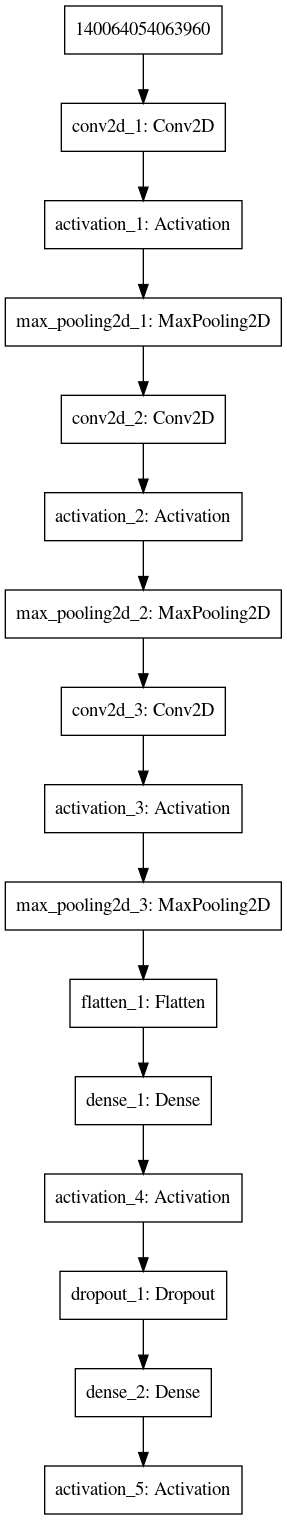 140064054063960
conv2d_1: Conv2D
activation_1: Activation
max_pooling2d_1: MaxPooling2D
conv2d_2: Conv2D
activation_2: Activation
max_pooling2d_2: MaxPooling2D
conv2d_3: Conv2D
activation_3: Activation
max_pooling2d_3: MaxPooling2D
flatten_1: Flatten
dense_1: Dense
activation_4: Activation
dropout_1: Dropout
dense_2: Dense
activation_5: Activation